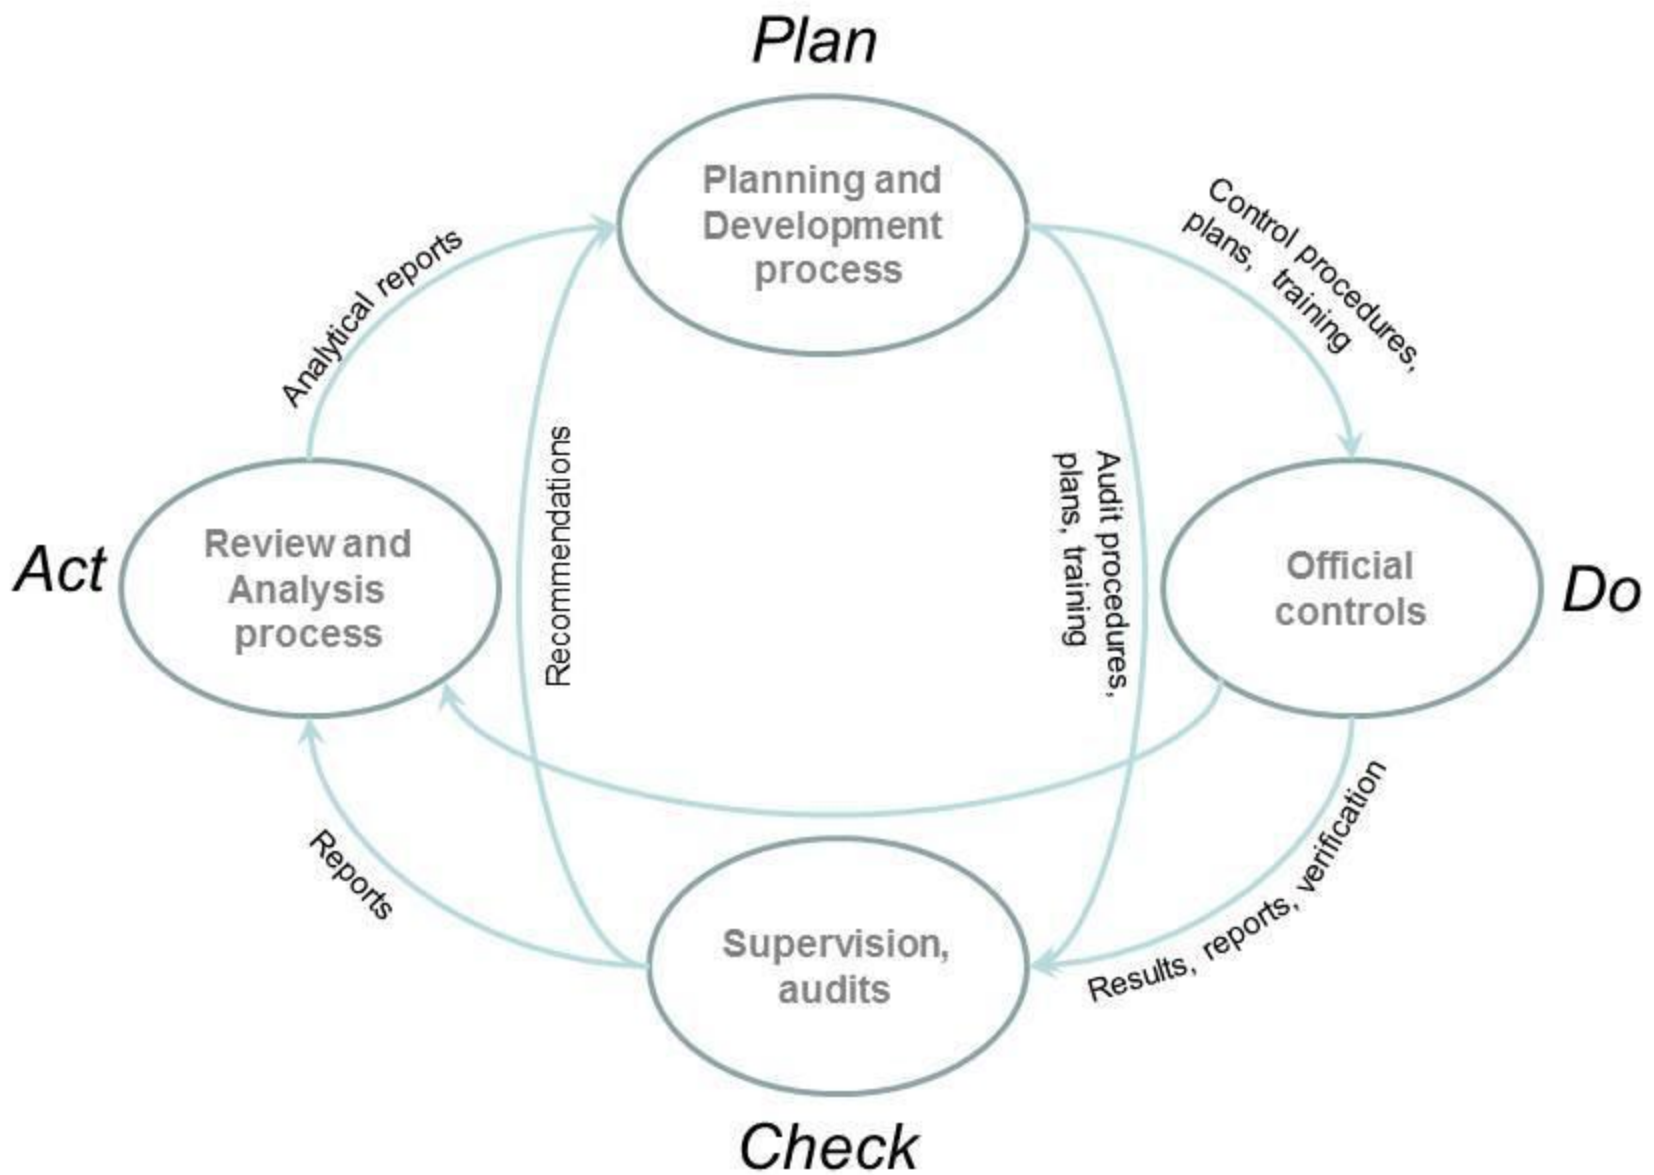 Plan
Planning and
Development
process
Control procedures,
plans, training
Analytical reports
Recommendations
Audit procedures,
plans, training
Act
Review and
Analysis
process
Official
controls
Do
Reports
Results, reports, verification
Supervision,
audits
Check